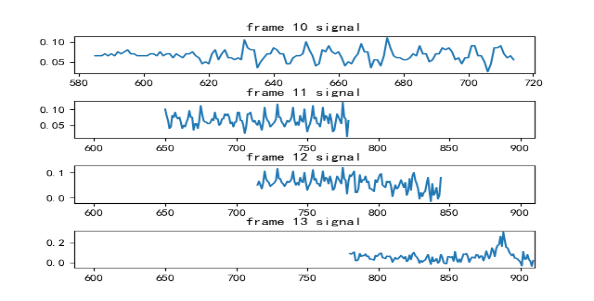 frame 10 signal
0.10
0.05
580 600 620 640 660 680 700 720
frame 11 signal
0.10
0.05
600 650 700 750 800 850 900
frame 12 signal
0.1
0.0
600 650 700 750 800 850 900
frame 13 signal
0.2
0.0
600 650 700 750 800 850 900